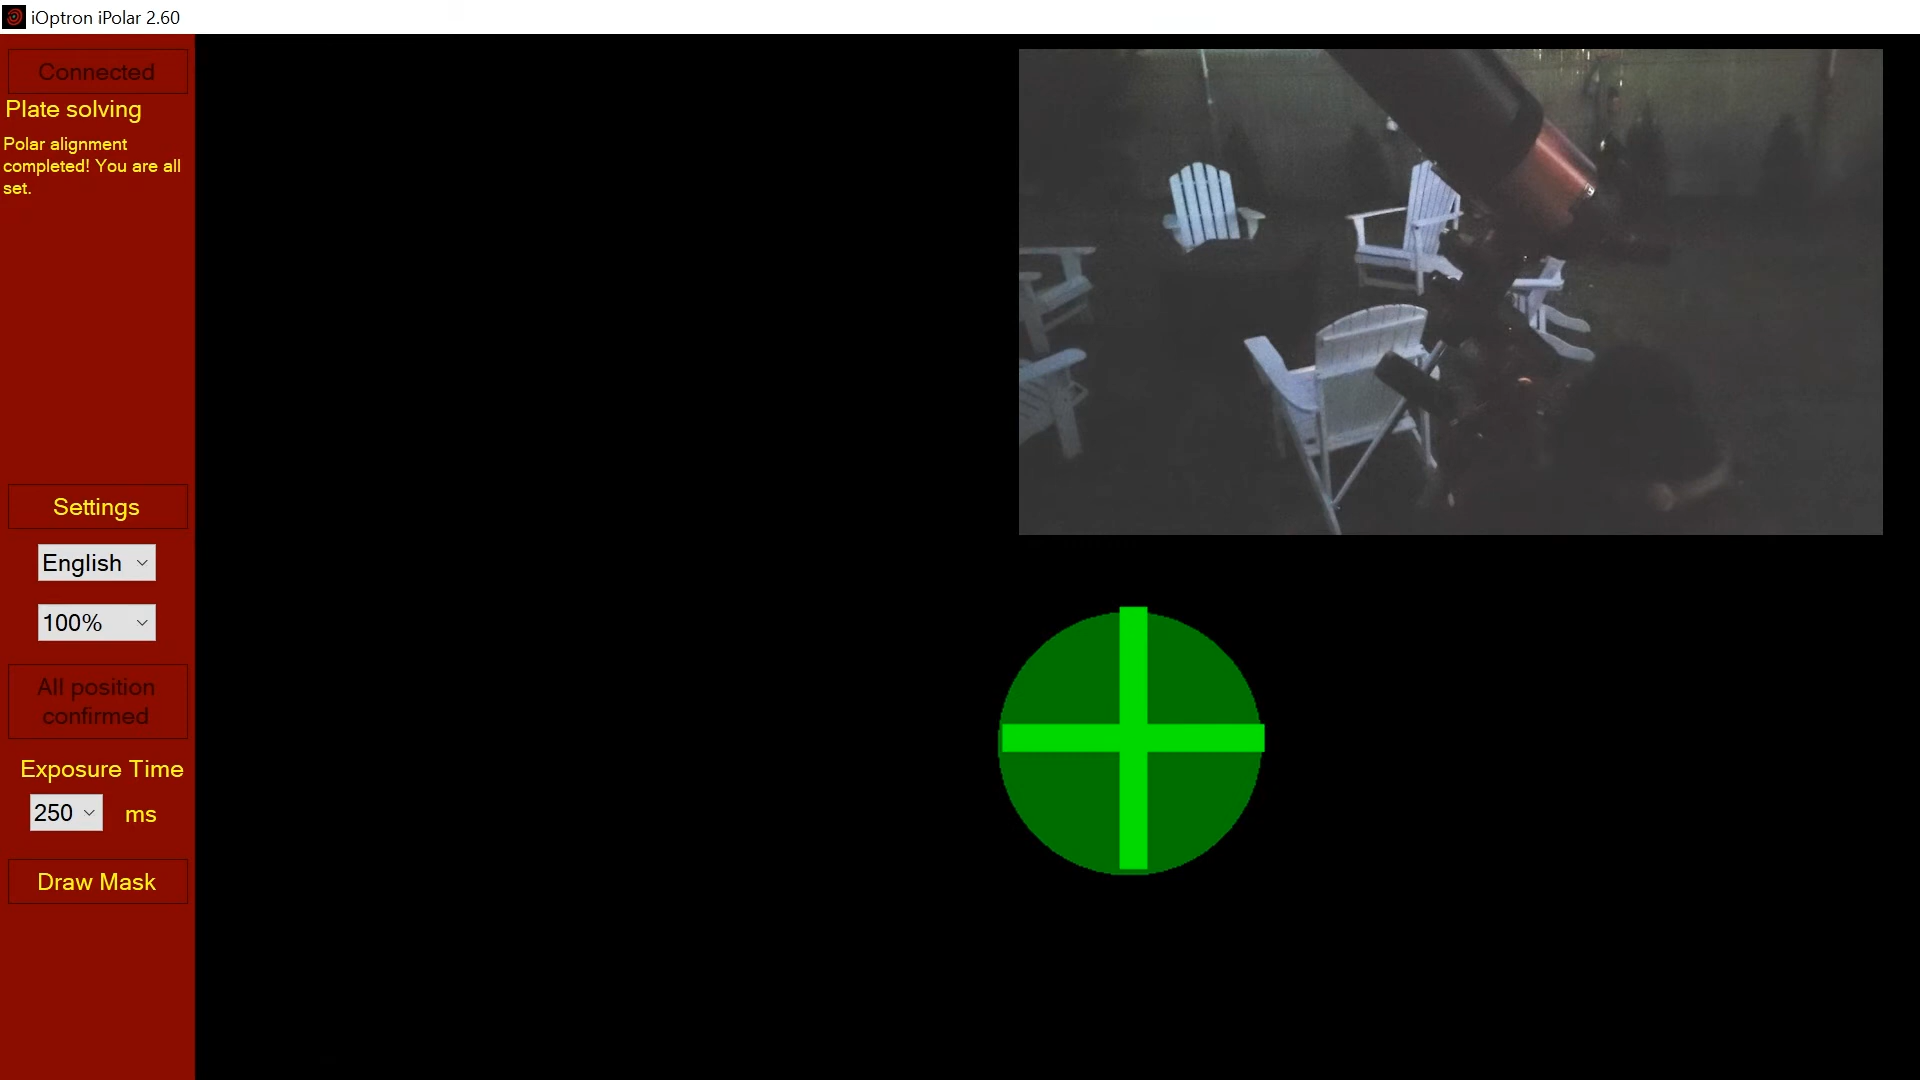 iOptron iPolar 2.60
Connected
Plate solving
Polar alignment
completed! You are all
set.
Settings
English
100%
All position
confirmed
Exposure Time
250 ms
Draw Mask